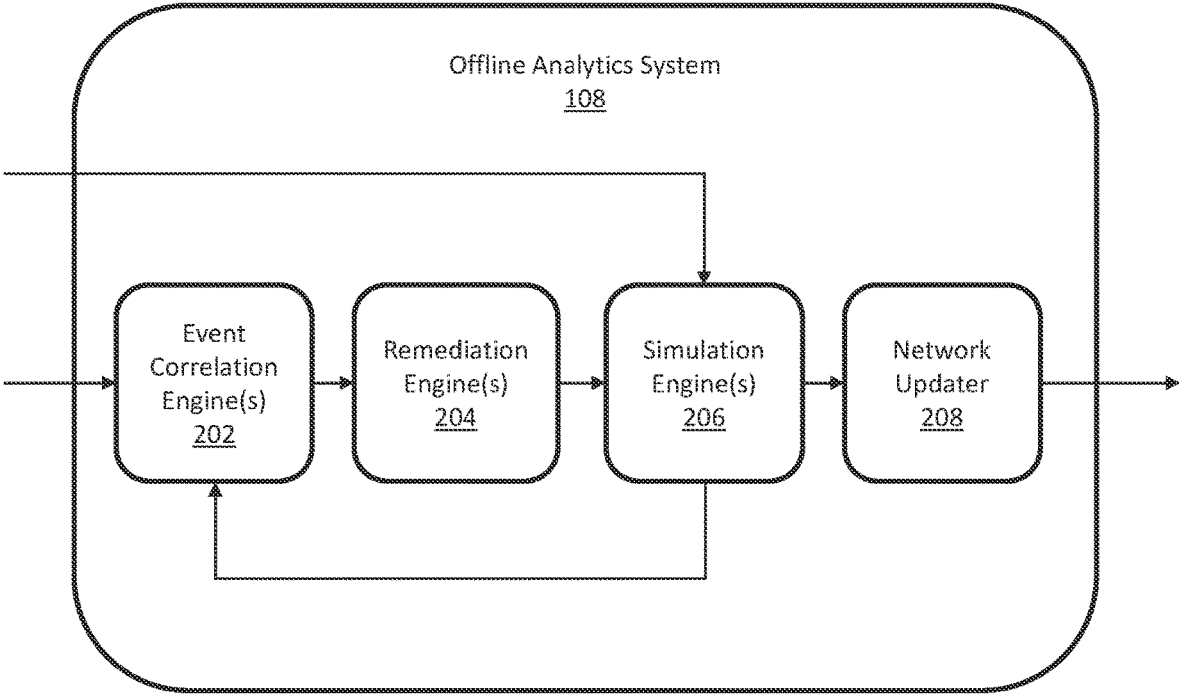 Offline Analytics System
108
Event
Correlation
Engine(s)
202
Remediation
Engine(s)
204
Simulation
Engine(s)
206
Network
Updater
208